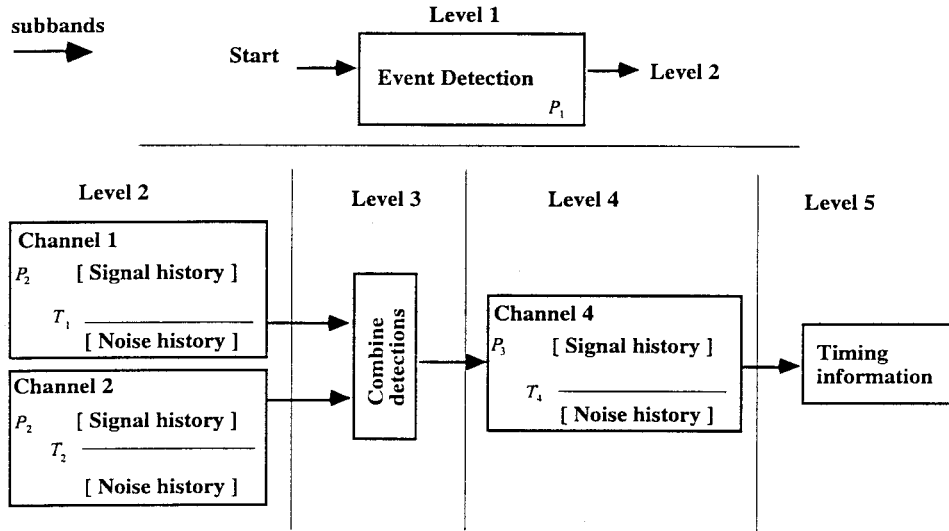 subbands
Level 1
Start
Event Detection
P1
Level 2
Level 2
Channel 1
P2
[ Signal history ]
T1
[ Noise history ]
Channel 2
P2
[ Signal history ]
T2
[ Noise history ]
Level 3
Combine
detections
Level 4
Channel 4
P3
[ Signal history ]
T4
[ Noise history ]
Level 5
Timing
information